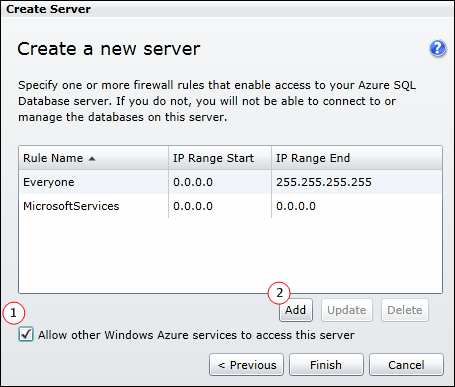 Create Server
Create a new server
?
Specify one or more firewall rules that enable access to your Azure SQL
Database server. If you do not, you will not be able to connect to or
manage the databases on this server.
Rule Name IP Range Start IP Range End
Everyone 0.0.0.0 255.255.255.255
MicrosoftServices 0.0.0.0 0.0.0.0
2
Add Update Delete
1
Allow other Windows Azure services to access this server
< Previous Finish Cancel